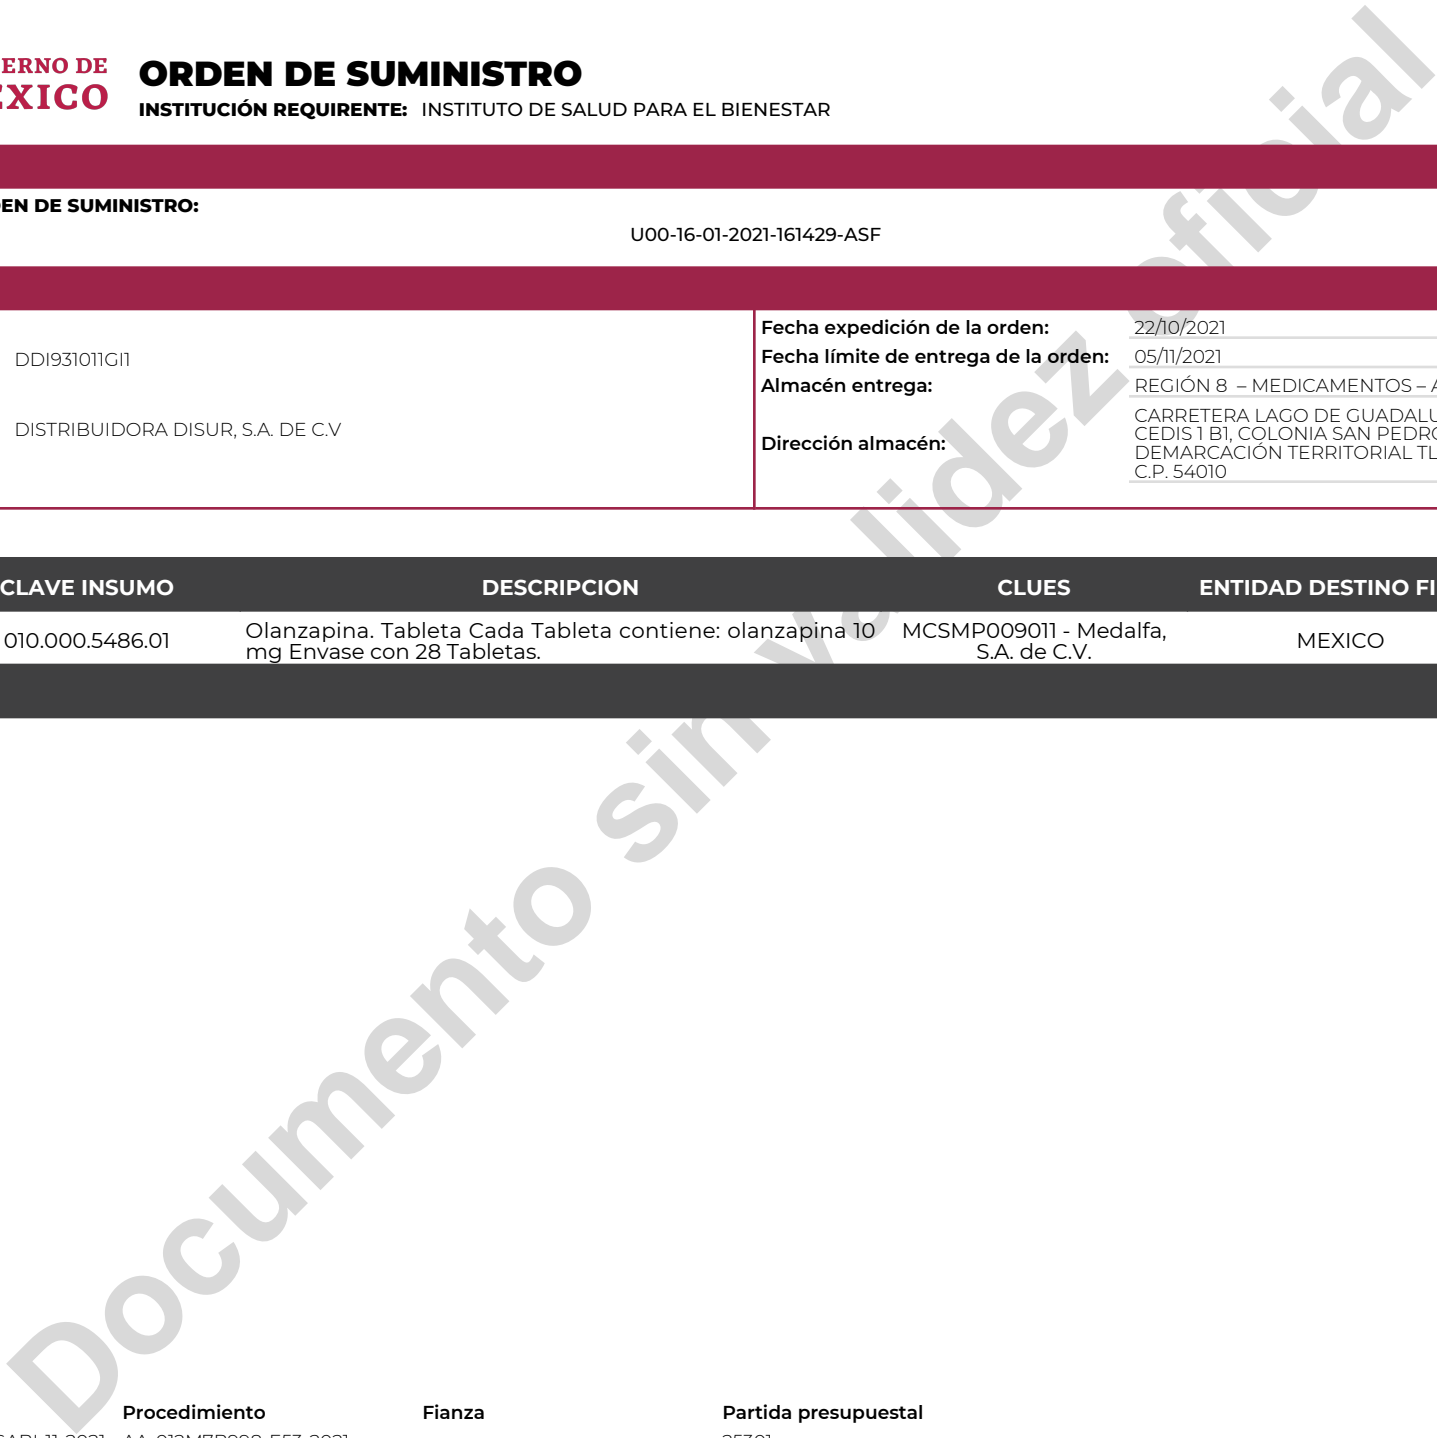 ERNO DE
EXICO
ORDEN DE SUMINISTRO
INSTITUCIÓN REQUIRENTE: INSTITUTO DE SALUD PARA EL BIENESTAR
EN DE SUMINISTRO:
U00-16-01-2021-161429-ASF
DDI931011GI1
DISTRIBUIDORA DISUR, S.A. DE C.V
Fecha expedición de la orden: 22/10/2021
Fecha límite de entrega de la orden: 05/11/2021
Almacén entrega: REGIÓN 8 – MEDICAMENTOS – A
Dirección almacén:
CARRETERA LAGO DE GUADALU
CEDIS 1 B1, COLONIA SAN PEDRO
DEMARCACIÓN TERRITORIAL TL
C.P. 54010
CLAVE INSUMO DESCRIPCION CLUES ENTIDAD DESTINO FI
010.000.5486.01
Olanzapina. Tableta Cada Tableta contiene: olanzapina 10
mg Envase con 28 Tabletas.
MCSMP009011 - Medalfa,
S.A. de C.V.
MEXICO
Documento sin validez oficial
Procedimiento Fianza Partida presupuestal